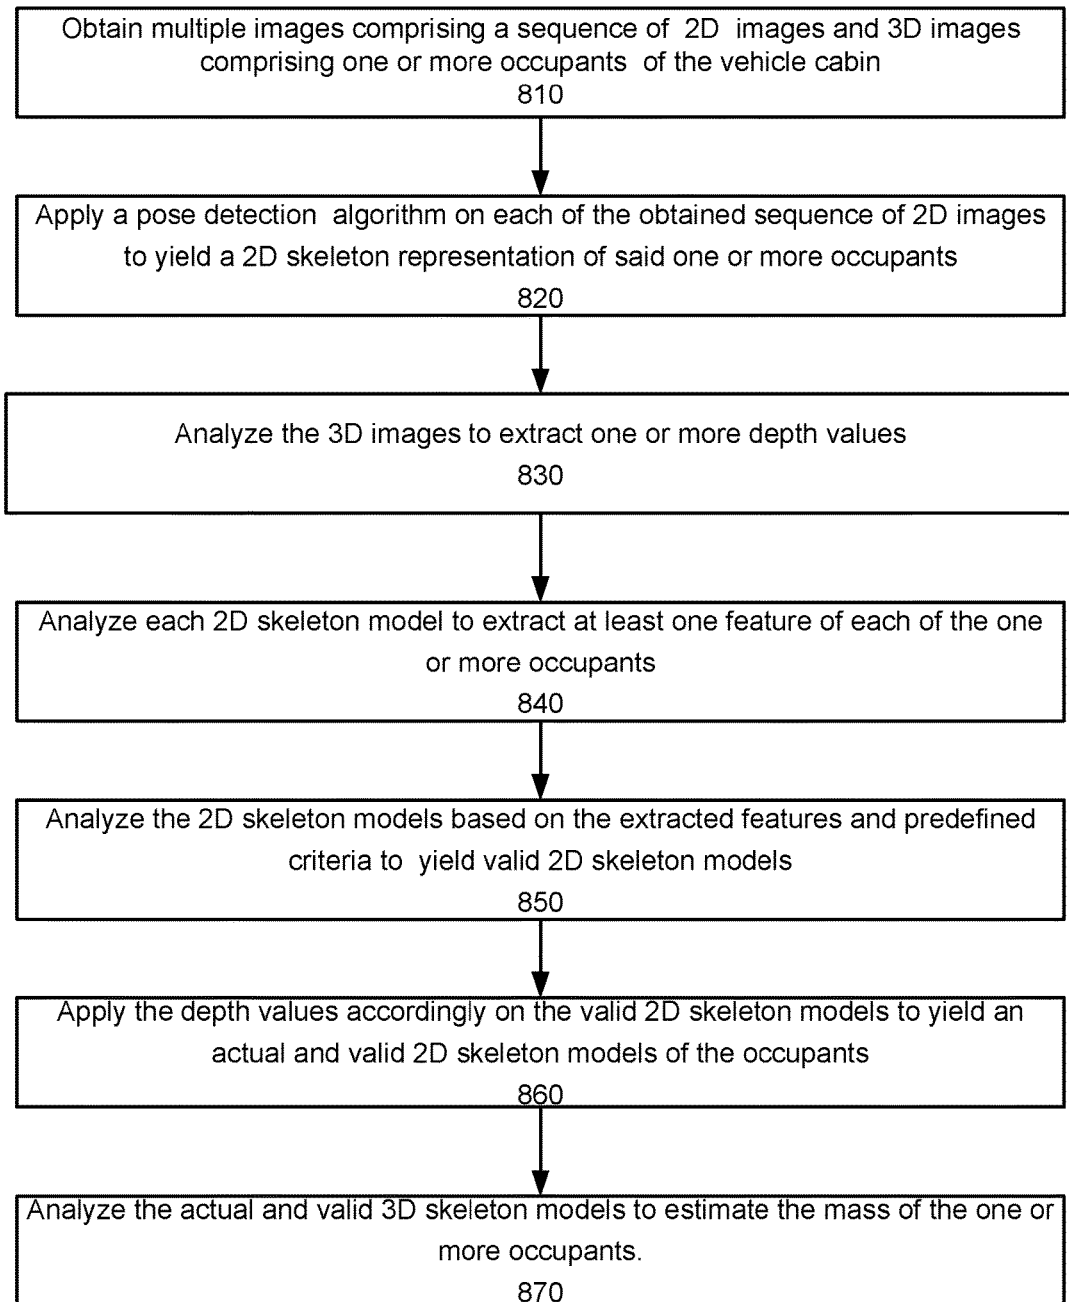 Obtain multiple images comprising a sequence of 2D images and 3D images
comprising one or more occupants of the vehicle cabin
810
Apply a pose detection algorithm on each of the obtained sequence of 2D images
to yield a 2D skeleton representation of said one or more occupants
820
Analyze the 3D images to extract one or more depth values
830
Analyze each 2D skeleton model to extract at least one feature of each of the one
or more occupants
840
Analyze the 2D skeleton models based on the extracted features and predefined
criteria to yield valid 2D skeleton models
850
Apply the depth values accordingly on the valid 2D skeleton models to yield an
actual and valid 2D skeleton models of the occupants
860
Analyze the actual and valid 3D skeleton models to estimate the mass of the one or
more occupants.
870